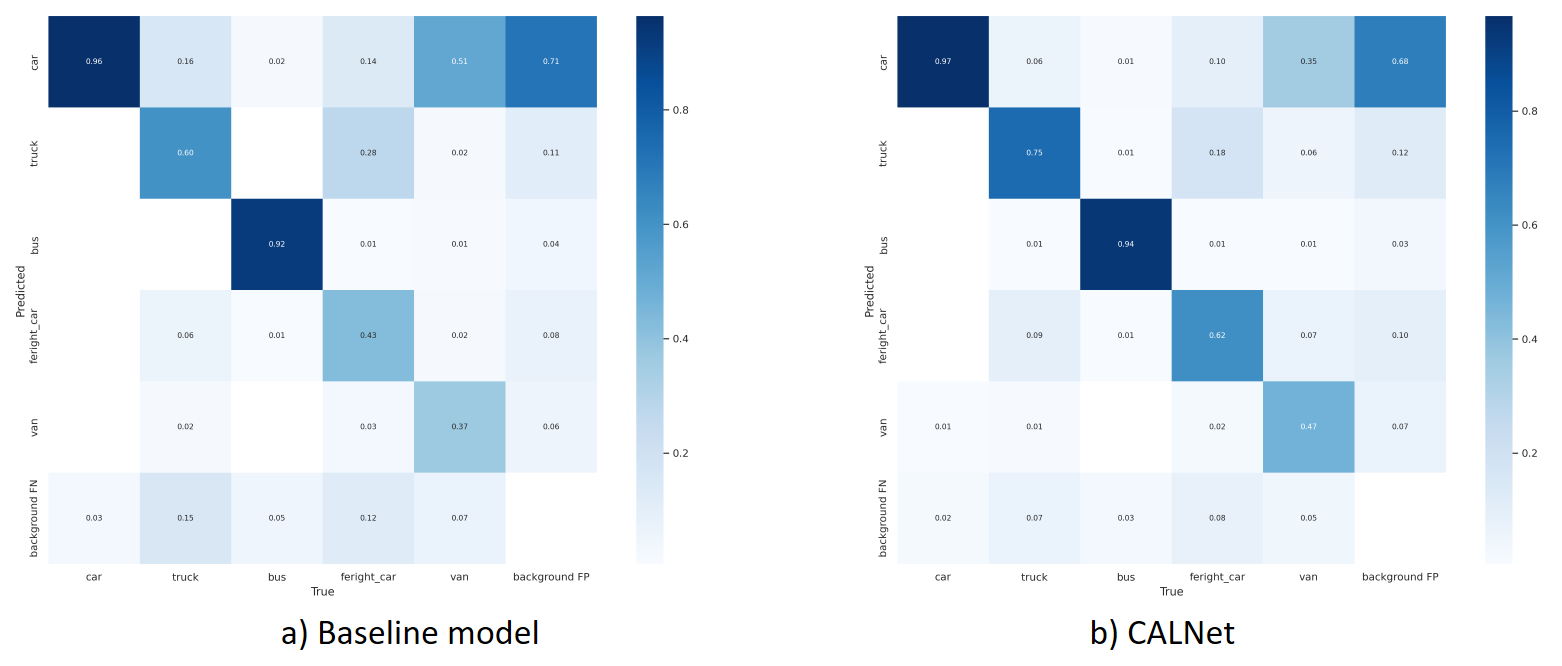 car 0.96 0.16 0.02 0.14 0.51 0.71
0.8
truck 0.60 0.28 0.02 0.11
0.6
bus 0.92 0.01 0.01 0.04
Predicted
feright_car 0.06 0.01 0.43 0.02 0.08
0.4
van 0.02 0.03 0.37 0.06
0.2
background FN 0.03 0.15 0.05 0.12 0.07
car truck bus feright_car van background FP
True
a) Baseline model
car 0.97 0.06 0.01 0.10 0.35 0.68
0.8
truck 0.75 0.01 0.18 0.06 0.12
0.6
bus 0.01 0.94 0.01 0.01 0.03
Predicted
feright_car 0.09 0.01 0.62 0.07 0.10
0.4
van 0.01 0.01 0.02 0.47 0.07
0.2
background FN 0.02 0.07 0.03 0.08 0.05
car truck bus feright_car van background FP
True
b) CALNet